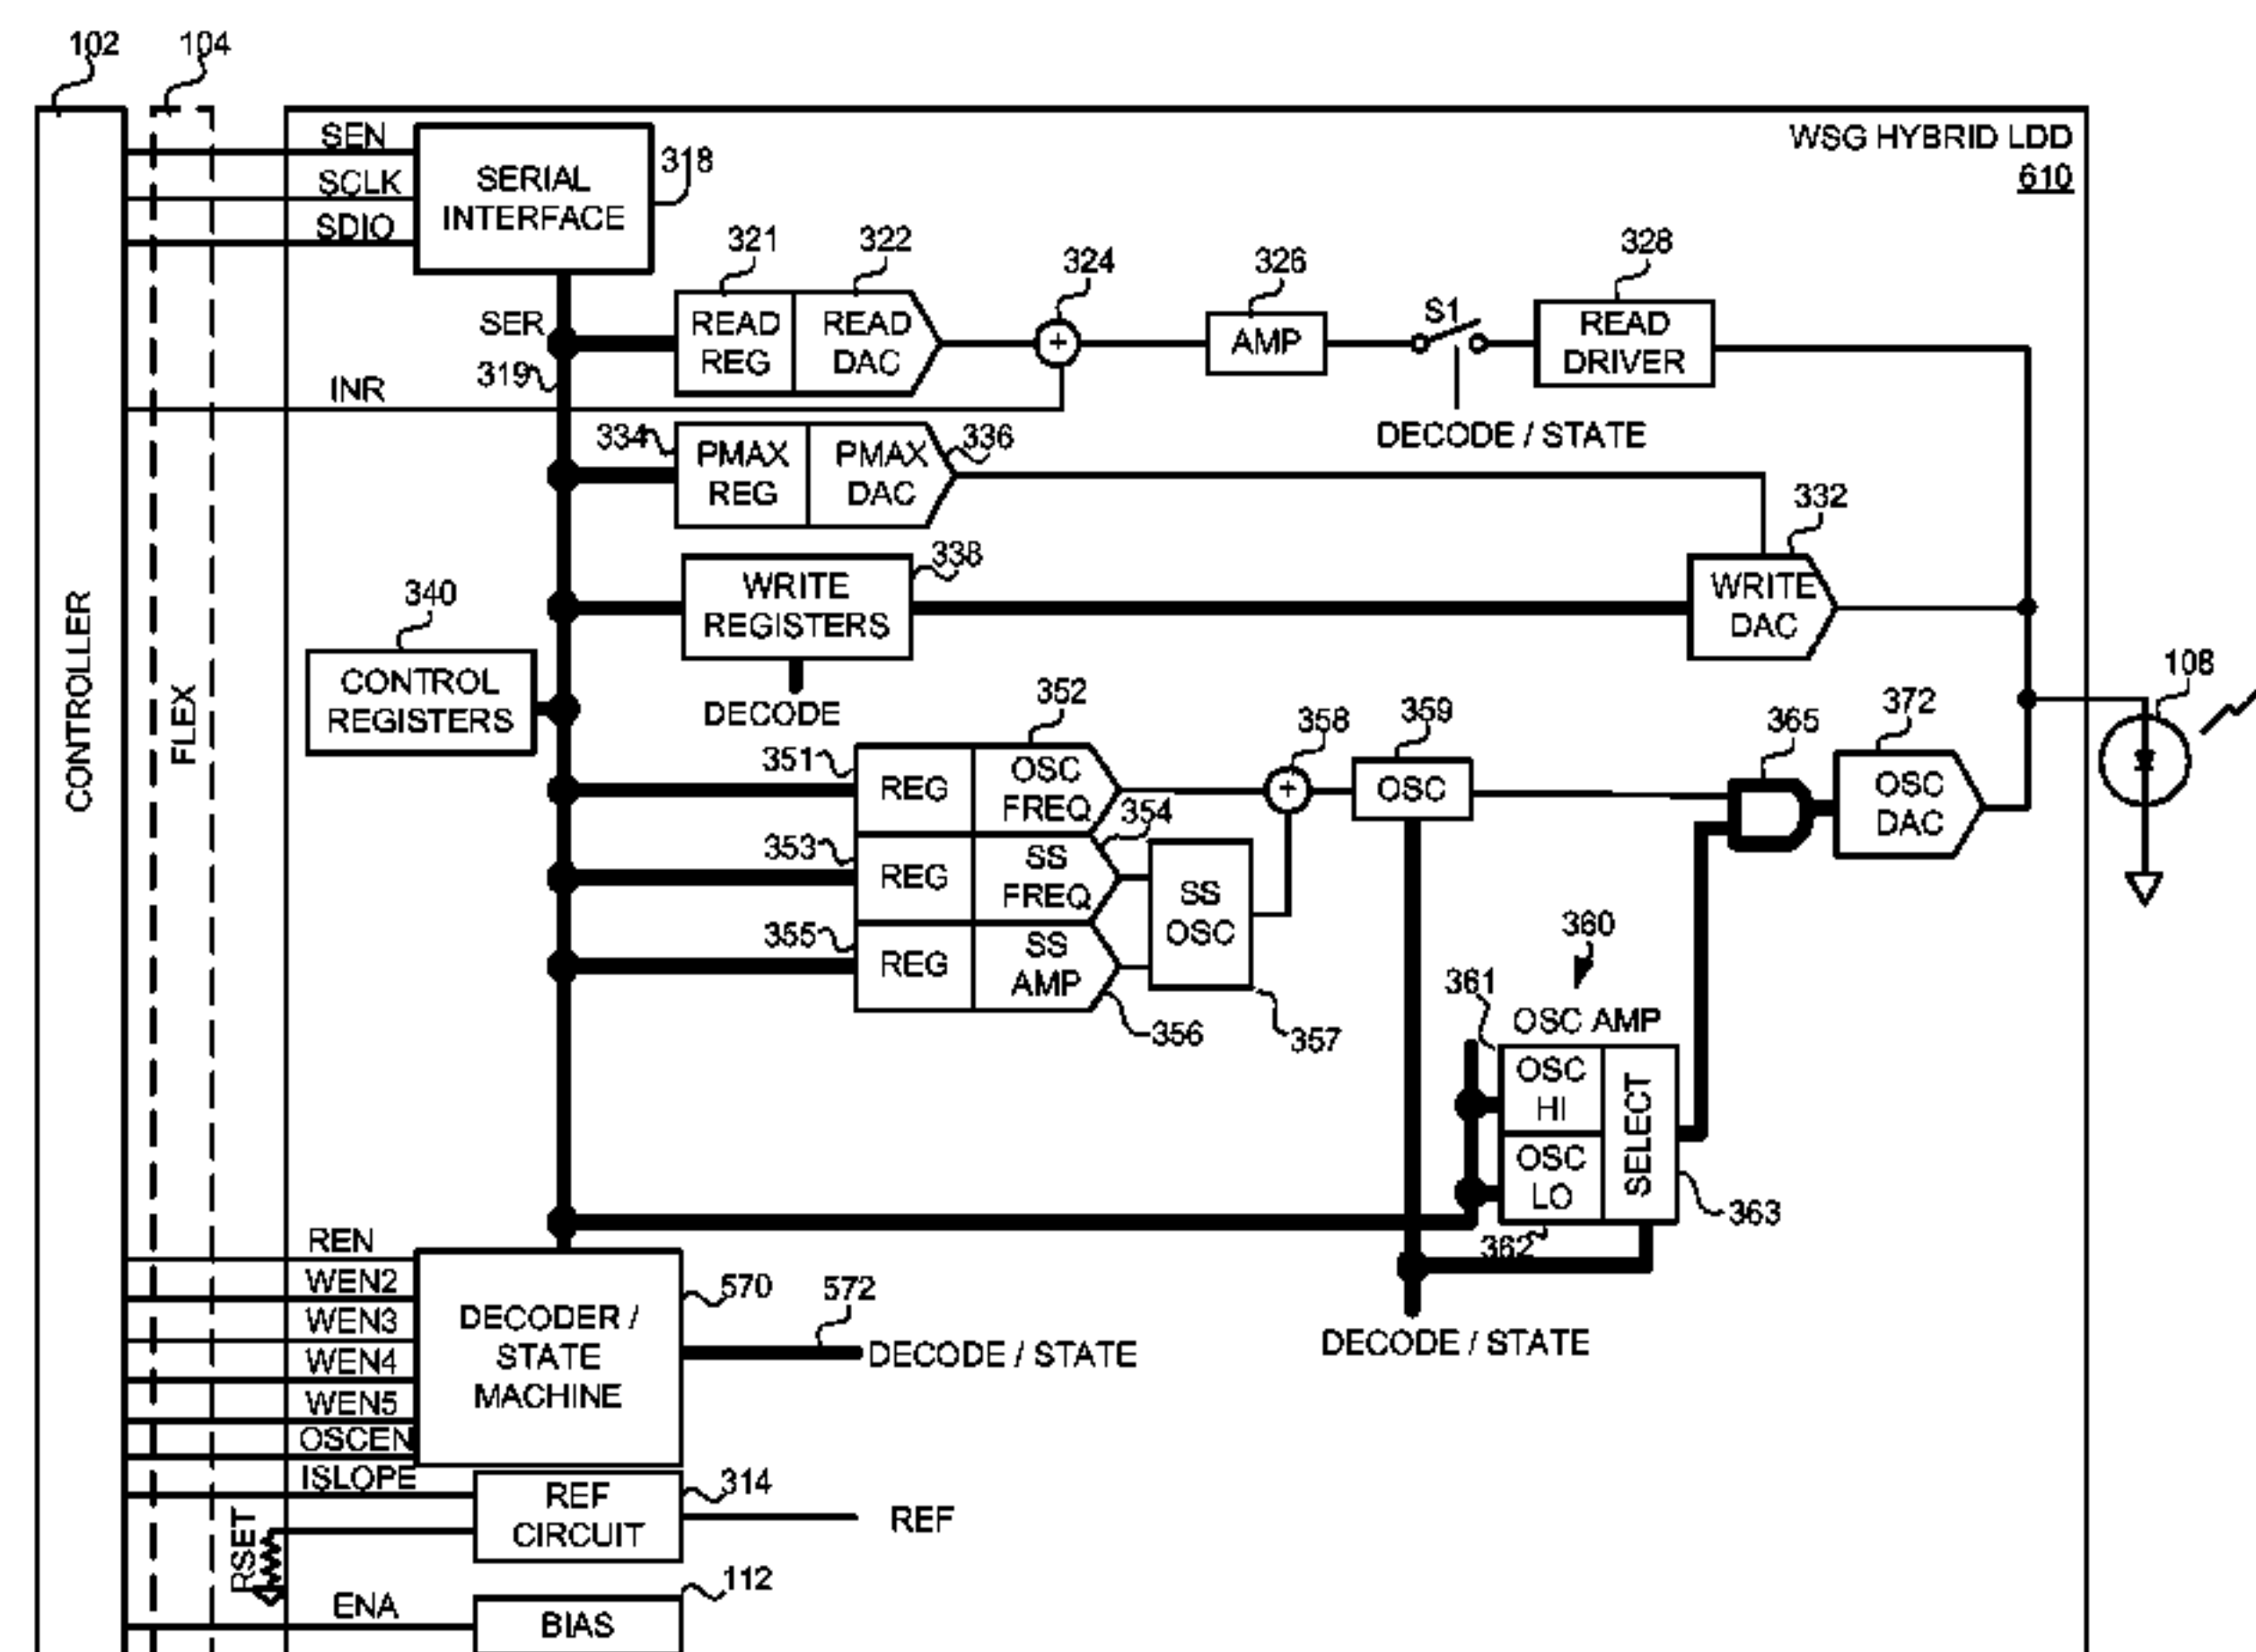 102
104
WSG HYBRID LDD
610
SEN
SCLK
SDIO
SERIAL
INTERFACE
318
321
322
324
326
328
SER
READ
REG
READ
DAC
+
AMP
S1
READ
DRIVER
319
INR
DECODE / STATE
334
PMAX
REG
PMAX
DAC
336
332
338
WRITE
REGISTERS
WRITE
DAC
340
CONTROL
REGISTERS
CONTROLLER
FLEX
DECODE
108
352
358
359
365
372
351
REG
OSC
FREQ
+
OSC
OSC
DAC
354
353
REG
SS
FREQ
SS
OSC
355
REG
SS
AMP
356
357
360
361
OSC AMP
OSC
HI
OSC
LO
SELECT
362
363
DECODE / STATE
REN
WEN2
WEN3
WEN4
WEN5
OSCEN
DECODER /
STATE
MACHINE
570
572
DECODE / STATE
ISLOPE
RSET
REF
CIRCUIT
314
REF
112
ENA
BIAS